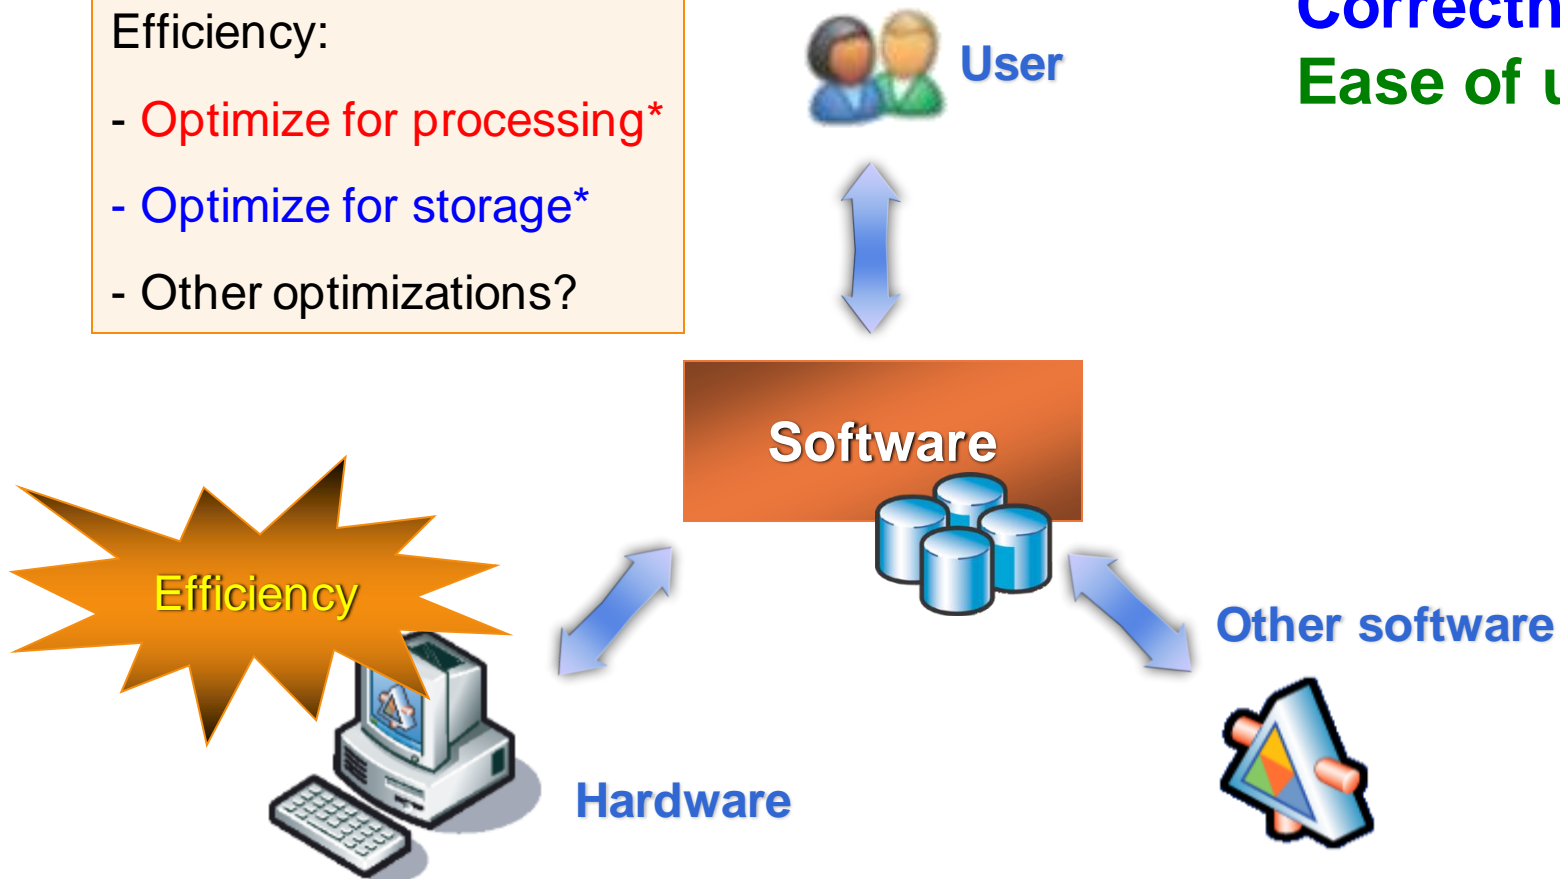 Efficiency:
- Optimize for processing*
- Optimize for storage*
- Other optimizations?
User
Ease of
Software
Efficiency
Other software
Hardware